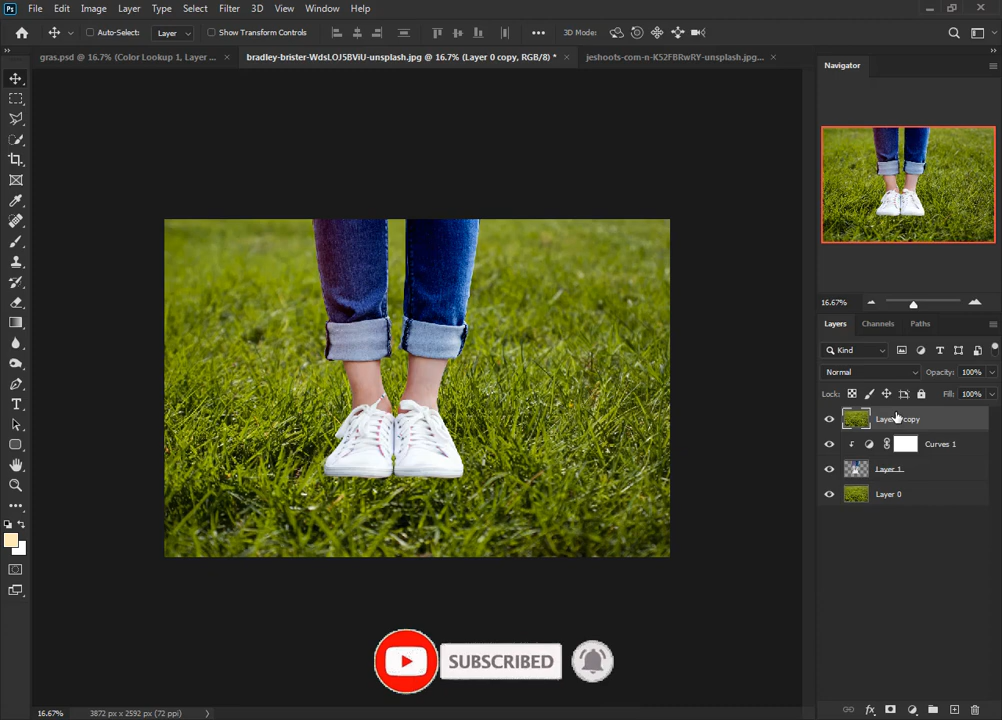 Ps File Edit Image Layer Type Select Filter 3D View Window Help
Auto-Select: Layer Show Transform Controls 3D Mode:
gras.psd @ 16.7% (Color Lookup 1, Layer ... × bradley-brister-WdsLOJ5BViU-unsplash.jpg @ 16.7% (Layer 0 copy, RGB/8) * × jeshoots-com-n-K52FBRwRY-unsplash.jpg... ×
Navigator
16.67%
Layers Channels Paths
Kind
Normal Opacity: 100%
Lock: Fill: 100%
copy
Curves 1
Layer 1
Layer 0
SUBSCRIBED
16.67% 3872 px x 2592 px (72 ppi)